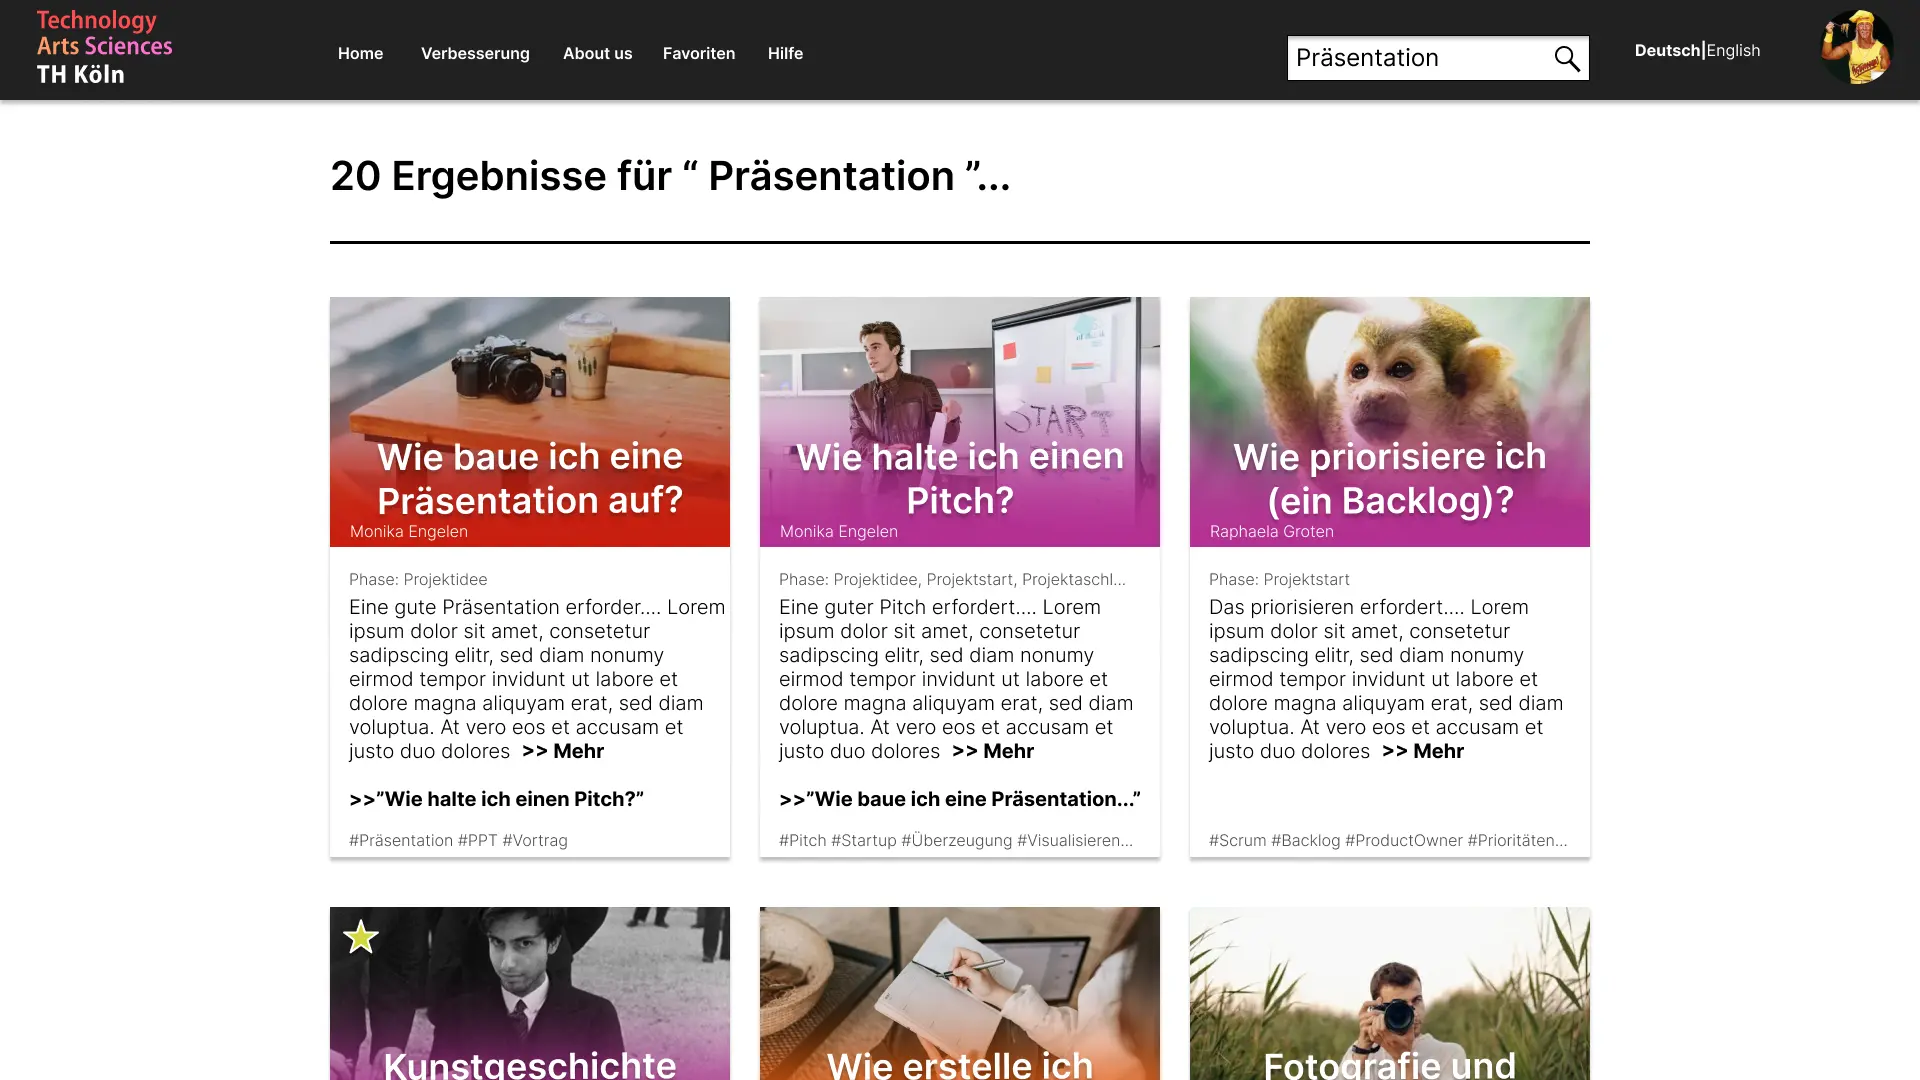 Technology
Arts Sciences
TH Köln
Home Verbesserung About us Favoriten Hilfe
Präsentation
Deutsch|English
20 Ergebnisse für “ Präsentation ”...
START
Wie baue ich eine
Präsentation auf?
Monika Engelen
Phase: Projektidee
Eine gute Präsentation erforder.... Lorem
ipsum dolor sit amet, consetetur
sadipscing elitr, sed diam nonumy
eirmod tempor invidunt ut labore et
dolore magna aliquyam erat, sed diam
voluptua. At vero eos et accusam et
justo duo dolores >> Mehr
>>”Wie halte ich einen Pitch?”
#Präsentation #PPT #Vortrag
Wie halte ich einen
Pitch?
Monika Engelen
Phase: Projektidee, Projektstart, Projektaschl...
Eine guter Pitch erfordert.... Lorem
ipsum dolor sit amet, consetetur
sadipscing elitr, sed diam nonumy
eirmod tempor invidunt ut labore et
dolore magna aliquyam erat, sed diam
voluptua. At vero eos et accusam et
justo duo dolores >> Mehr
>>”Wie baue ich eine Präsentation...”
#Pitch #Startup #Überzeugung #Visualisieren...
Wie priorisiere ich
(ein Backlog)?
Raphaela Groten
Phase: Projektstart
Das priorisieren erfordert.... Lorem
ipsum dolor sit amet, consetetur
sadipscing elitr, sed diam nonumy
eirmod tempor invidunt ut labore et
dolore magna aliquyam erat, sed diam
voluptua. At vero eos et accusam et
justo duo dolores >> Mehr
#Scrum #Backlog #ProductOwner #Prioritäten...
Kunstgeschichte
Wie erstelle ich
Fotografie und